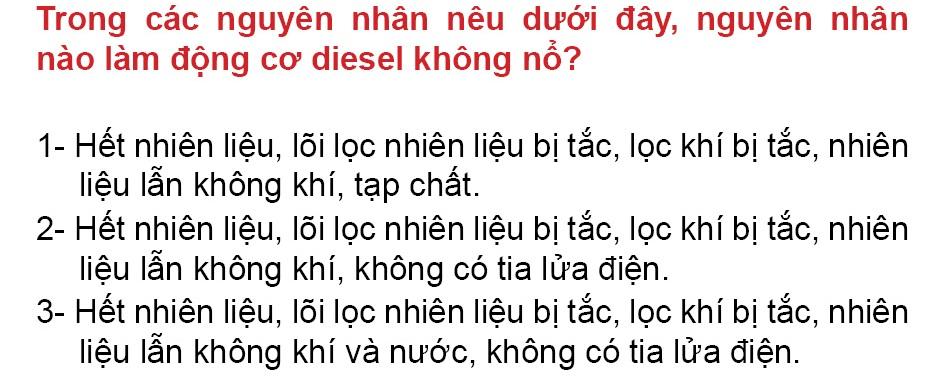 Trong các nguyên nhân nêu dưới đây, nguyên nhân
nào làm động cơ diesel không nổ?
1- Hết nhiên liệu, lõi lọc nhiên liệu bị tắc, lọc khí bị tắc, nhiên
liệu lẫn không khí, tạp chất.
2- Hết nhiên liệu, lõi lọc nhiên liệu bị tắc, lọc khí bị tắc, nhiên
liệu lẫn không khí, không có tia lửa điện.
3- Hết nhiên liệu, lõi lọc nhiên liệu bị tắc, lọc khí bị tắc, nhiên
liệu lẫn không khí và nước, không có tia lửa điện.